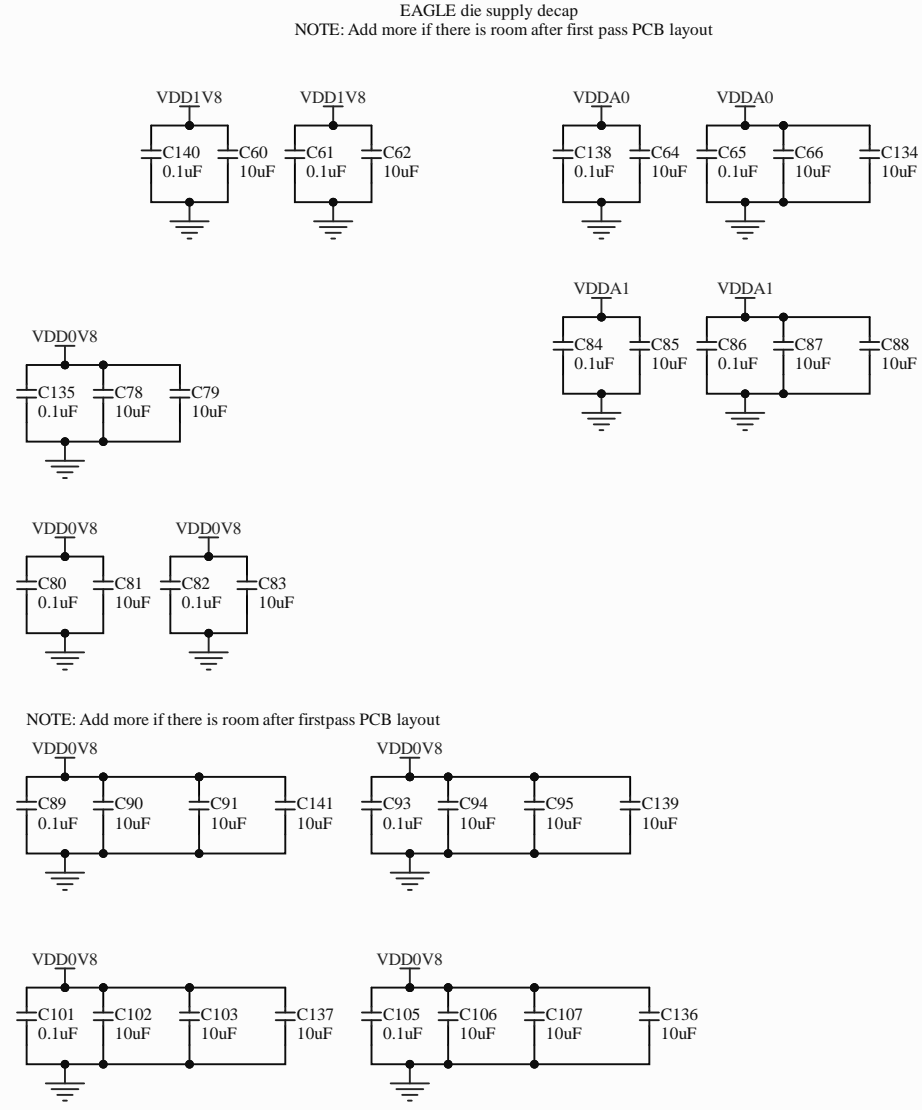 EAGLE die supply decap
NOTE: Add more if there is room after first pass PCB layout
VDD1V8 VDD1V8 VDDA0 VDDA0
C140 C60 C61 C62 C138 C64 C65 C66 C134
0.1uF 10uF 0.1uF 10uF 0.1uF 10uF 0.1uF 10uF 10uF
VDDA1 VDDA1
C84 C85 C86 C87 C88
0.1uF 10uF 0.1uF 10uF 10uF
VDD0V8
C135 C78 C79
0.1uF 10uF 10uF
VDD0V8 VDD0V8
C80 C81 C82 C83
0.1uF 10uF 0.1uF 10uF
NOTE: Add more if there is room after firstpass PCB layout
VDD0V8 VDD0V8
C89 C90 C91 C141 C93 C94 C95 C139
0.1uF 10uF 10uF 10uF 0.1uF 10uF 10uF 10uF
VDD0V8 VDD0V8
C101 C102 C103 C137 C105 C106 C107 C136
0.1uF 10uF 10uF 10uF 0.1uF 10uF 10uF 10uF